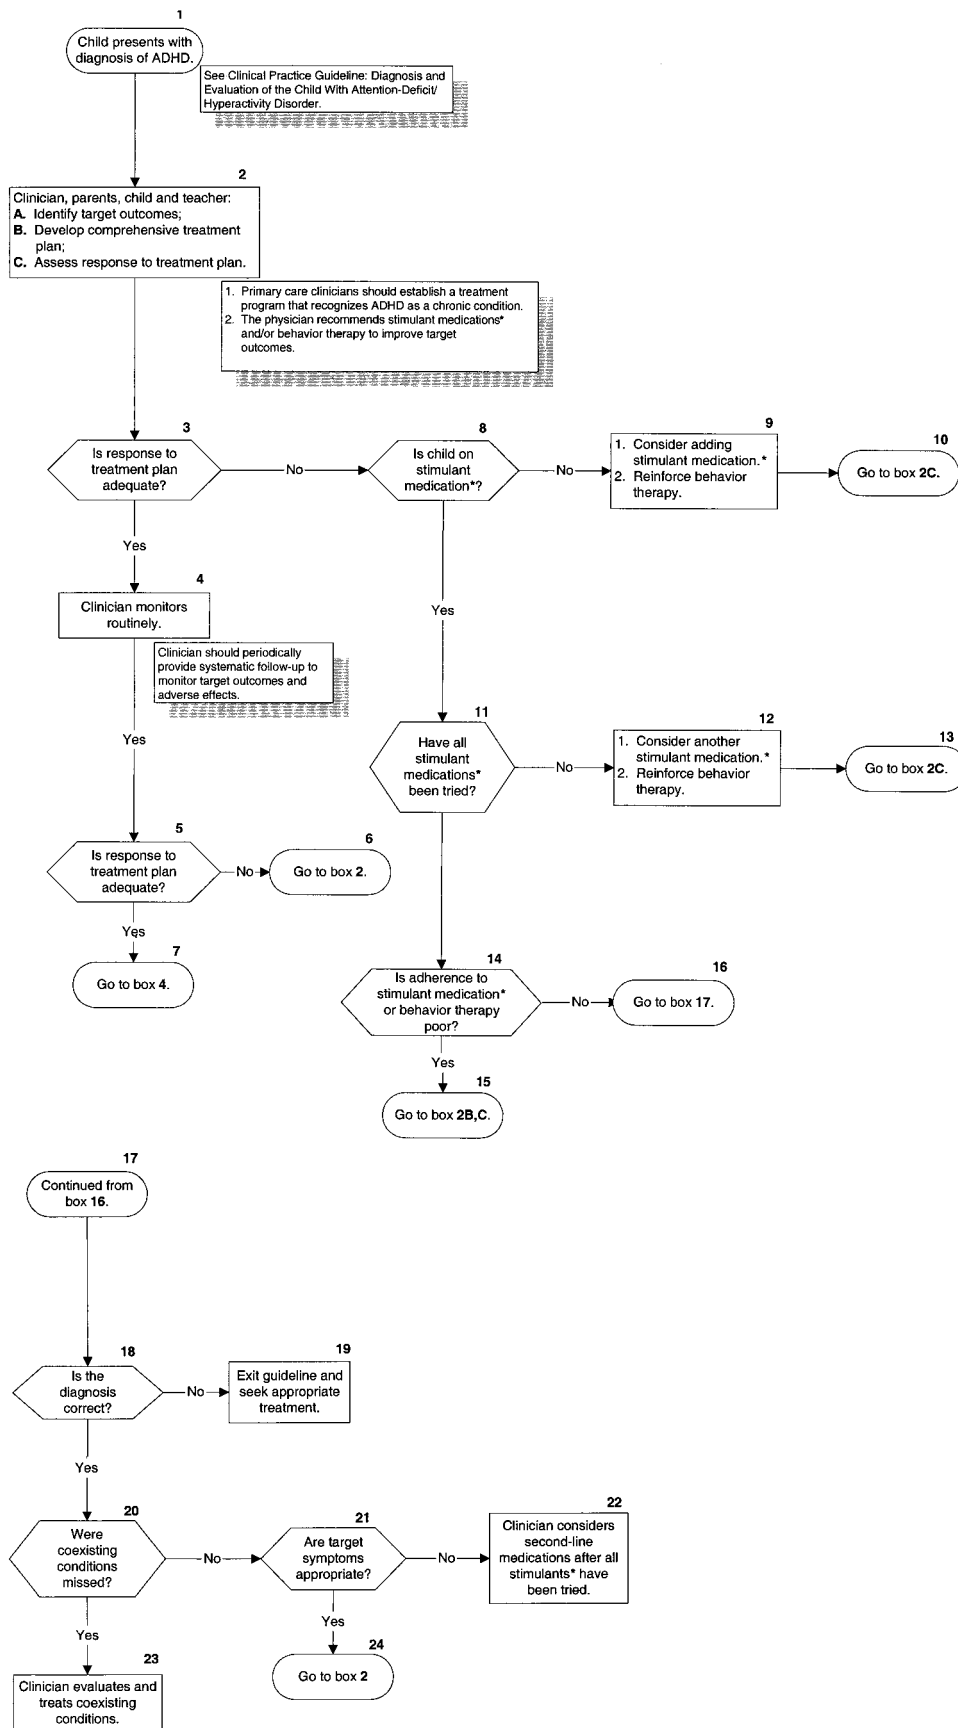 1
Child presents with
diagnosis of ADHD.
See Clinical Practice Guideline: Diagnosis and
Evaluation of the Child With Attention-Deficit/
Hyperactivity Disorder.
2
Clinician, parents, child and teacher:
A. Identify target outcomes;
B. Develop comprehensive treatment
plan;
C. Assess response to treatment plan.
1. Primary care clinicians should establish a treatment
program that recognizes ADHD as a chronic condition.
2. The physician recommends stimulant medications*
and/or behavior therapy to improve target
outcomes.
3
Is response to
treatment plan
adequate?
No
8
Is child on
stimulant
medication*?
No
9
1. Consider adding
stimulant medication.*
2. Reinforce behavior
therapy.
10
Go to box 2C.
Yes
4
Clinician monitors
routinely.
Clinician should periodically
provide systematic follow-up to
monitor target outcomes and
adverse effects.
Yes
Yes
11
Have all
stimulant
medications*
been tried?
No
12
1. Consider another
stimulant medication.*
2. Reinforce behavior
therapy.
13
Go to box 2C.
5
Is response to
treatment plan
adequate?
No
6
Go to box 2.
Yes
7
Go to box 4.
14
Is adherence to
stimulant medication*
or behavior therapy
poor?
No
16
Go to box 17.
Yes
15
Go to box 2B,C.
17
Continued from
box 16.
18
Is the
diagnosis
correct?
No
19
Exit guideline and
seek appropriate
treatment.
Yes
20
Were
coexisting
conditions
missed?
No
21
Are target
symptoms
appropriate?
No
22
Clinician considers
second-line
medications after all
stimulants* have
been tried.
Yes
23
Clinician evaluates and
treats coexisting
conditions.
Yes
24
Go to box 2